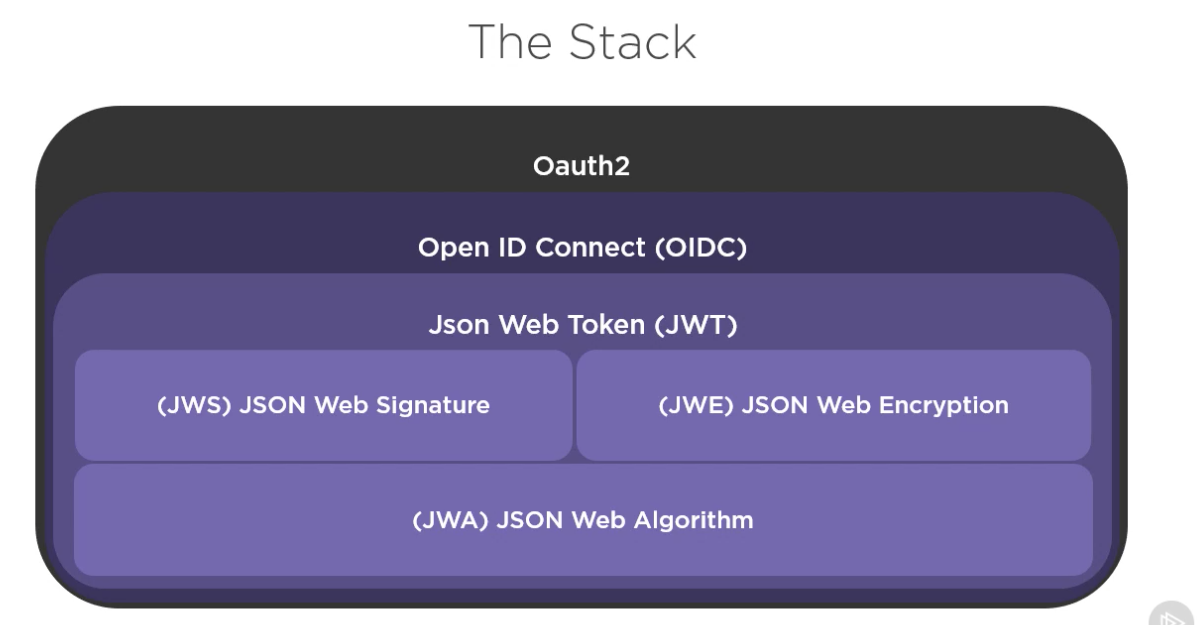 The Stack
Oauth2
Open ID Connect (OIDC)
Json Web Token (JWT)
(JWS) JSON Web Signature
(JWE) JSON Web Encryption
(JWA) JSON Web Algorithm